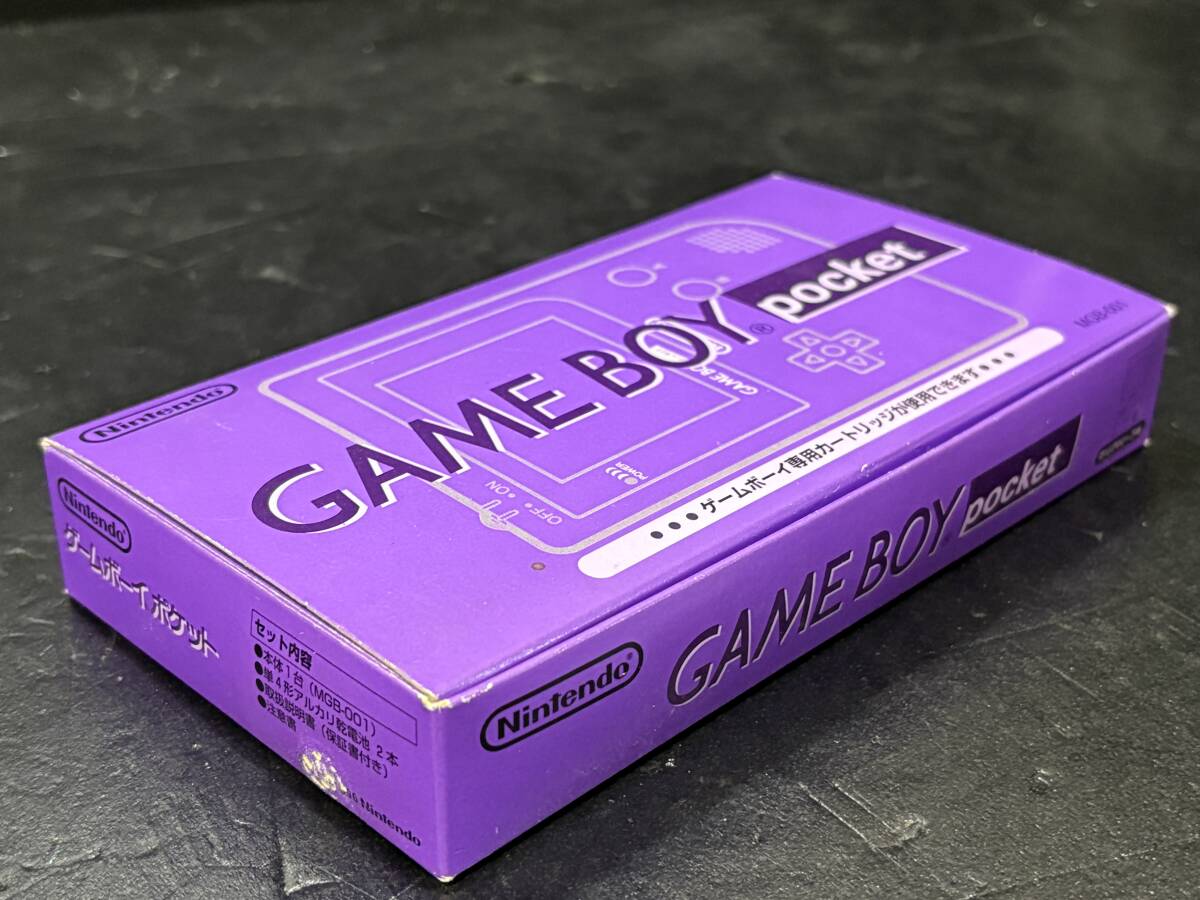 Nintendo
GAME BOY® pocket
GAME BO
POWER
OFF• •ON
•••ゲームボーイ専用カートリッジが使用できます•••
MGB-001
Nintendo
ゲームボーイ ポケット
セット内容
●本体1台（MGB-001）
●単4形アルカリ乾電池 2本
●取扱説明書（保証書付き）
●注意書
Nintendo
Nintendo®
GAME BOY® pocket